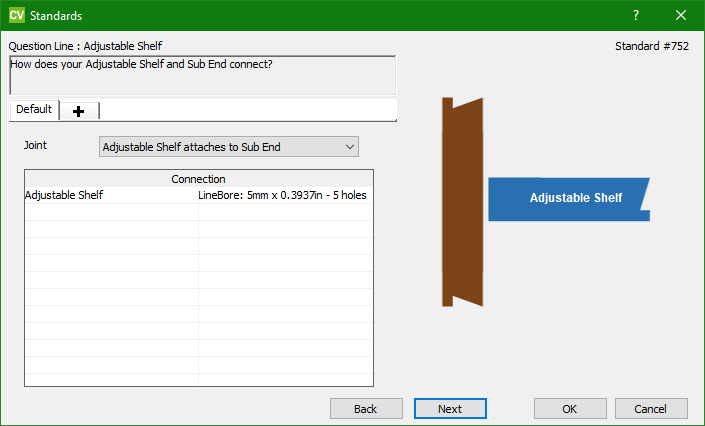 CV Standards ? ×
Question Line : Adjustable Shelf Standard #752
How does your Adjustable Shelf and Sub End connect?
Default +
Joint Adjustable Shelf attaches to Sub End
Connection
Adjustable Shelf LineBore: 5mm x 0.3937in - 5 holes
Adjustable Shelf
Back Next OK Cancel